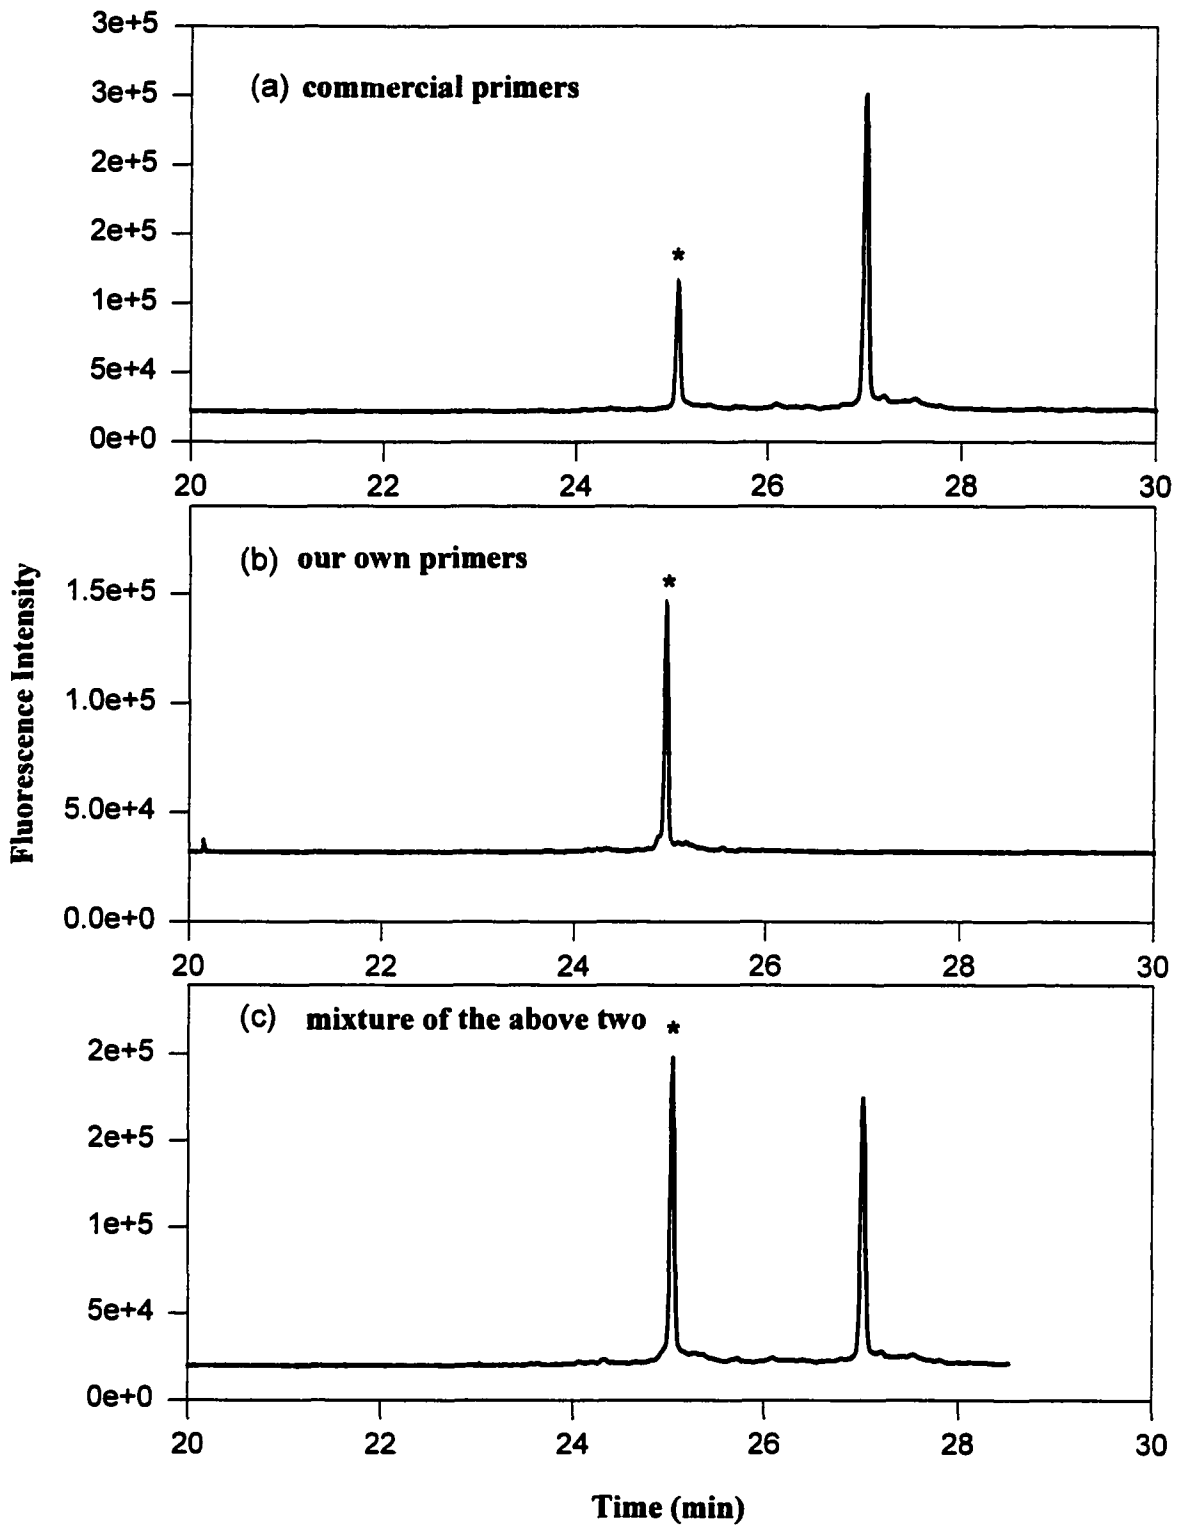 3e+5
(a) commercial primers
3e+5
2e+5
2e+5
*
1e+5
5e+4
0e+0
20 22 24 26 28 30
(b) our own primers
*
1.5e+5
1.0e+5
5.0e+4
0.0e+0
Fluorescence Intensity
20 22 24 26 28 30
(c) mixture of the above two *
2e+5
2e+5
1e+5
5e+4
0e+0
20 22 24 26 28 30
Time (min)